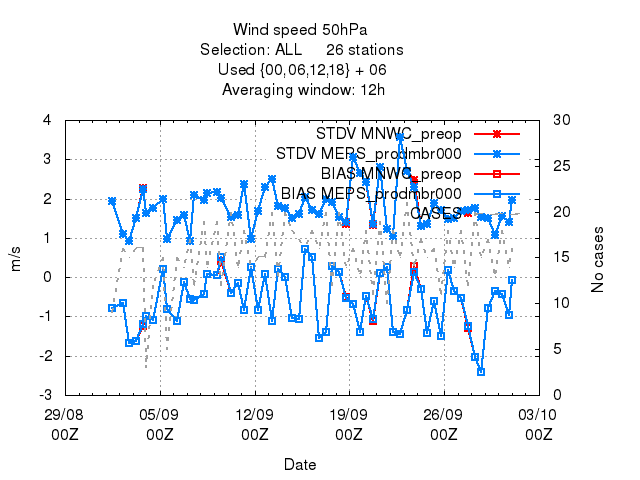 Wind speed 50hPa
Selection: ALL 26 stations
Used {00,06,12,18} + 06
Averaging window: 12h
STDV MNWC_preop
STDV MEPS_prodmbr000
BIAS MNWC_preop
BIAS MEPS_prodmbr000
CASES
4
3
2
1
0
-1
-2
-3
m/s
30
25
20
15
10
5
0
No cases
29/08 05/09 12/09 19/09 26/09 03/10
00Z 00Z 00Z 00Z 00Z 00Z
Date